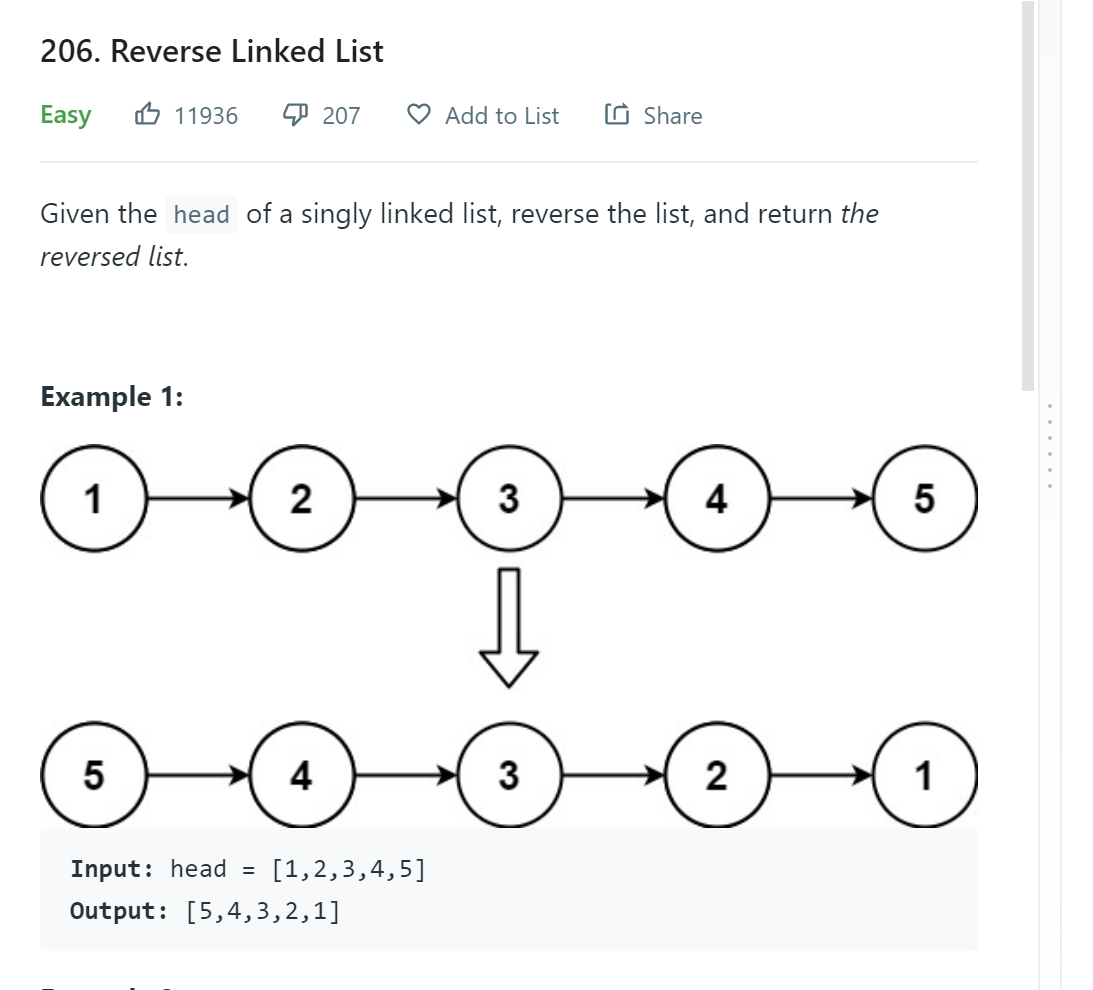 206. Reverse Linked List
Easy 11936 207 Add to List Share
Given the head of a singly linked list, reverse the list, and return the
reversed list.
Example 1:
1 2 3 4 5
5 4 3 2 1
Input: head = [1,2,3,4,5]
Output: [5,4,3,2,1]